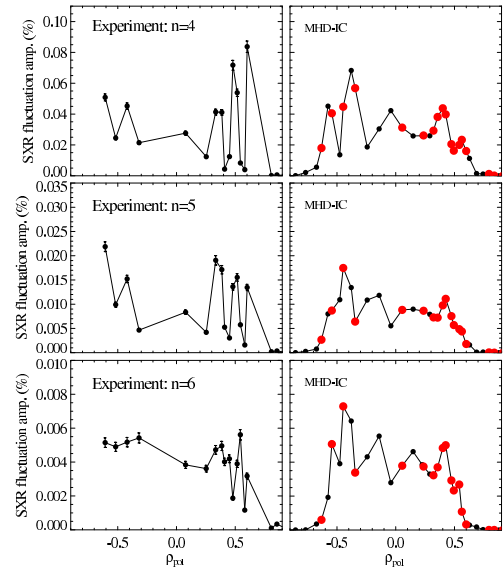 Experiment: n=4
MHD-IC
SXR fluctuation amp. (%)
0.10
0.08
0.06
0.04
0.02
0.00
Experiment: n=5
MHD-IC
SXR fluctuation amp. (%)
0.035
0.030
0.025
0.020
0.015
0.010
0.005
0.000
Experiment: n=6
MHD-IC
SXR fluctuation amp. (%)
0.010
0.008
0.006
0.004
0.002
0.000
-0.5 0.0 0.5
-0.5 0.0 0.5
ρpol
ρpol